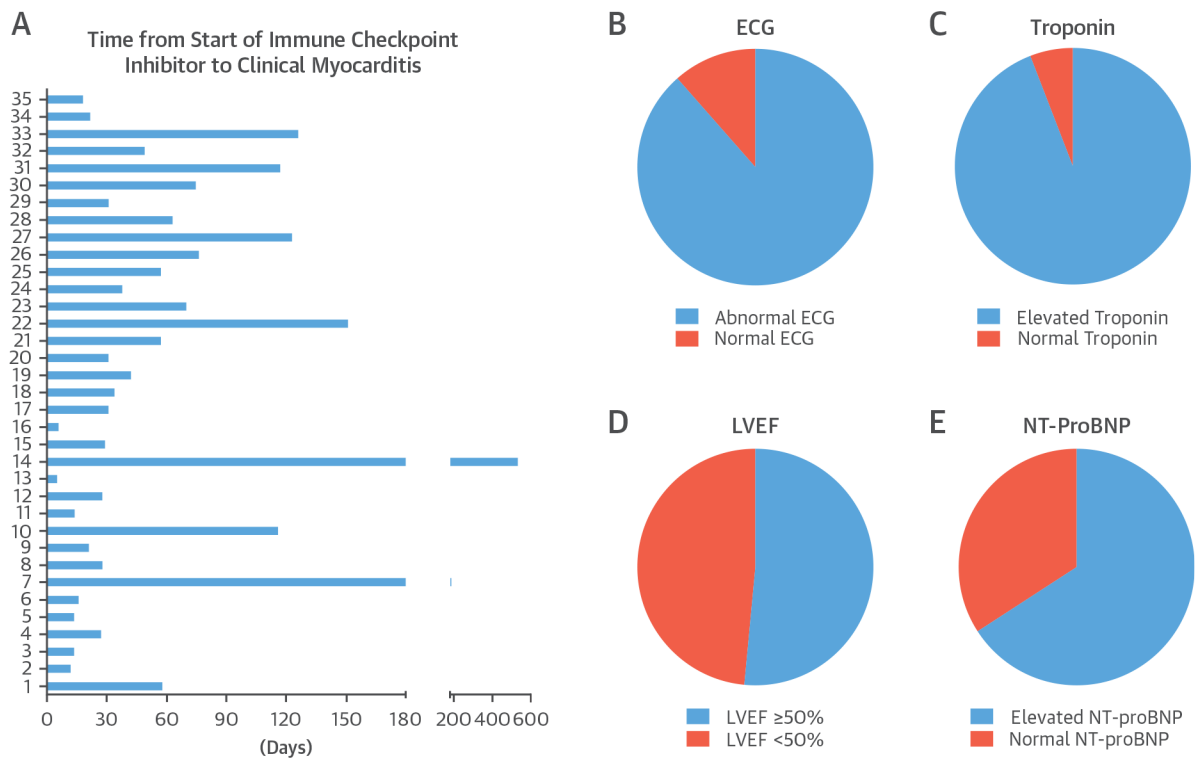 A
Time from Start of Immune Checkpoint
Inhibitor to Clinical Myocarditis
35
34
33
32
31
30
29
28
27
26
25
24
23
22
21
20
19
18
17
16
15
14
13
12
11
10
9
8
7
6
5
4
3
2
1
0 30 60 90 120 150 180 200 400 600
(Days)
B
ECG
Abnormal ECG
Normal ECG
C
Troponin
Elevated Troponin
Normal Troponin
D
LVEF
LVEF ≥50%
LVEF <50%
E
NT-ProBNP
Elevated NT-proBNP
Normal NT-proBNP